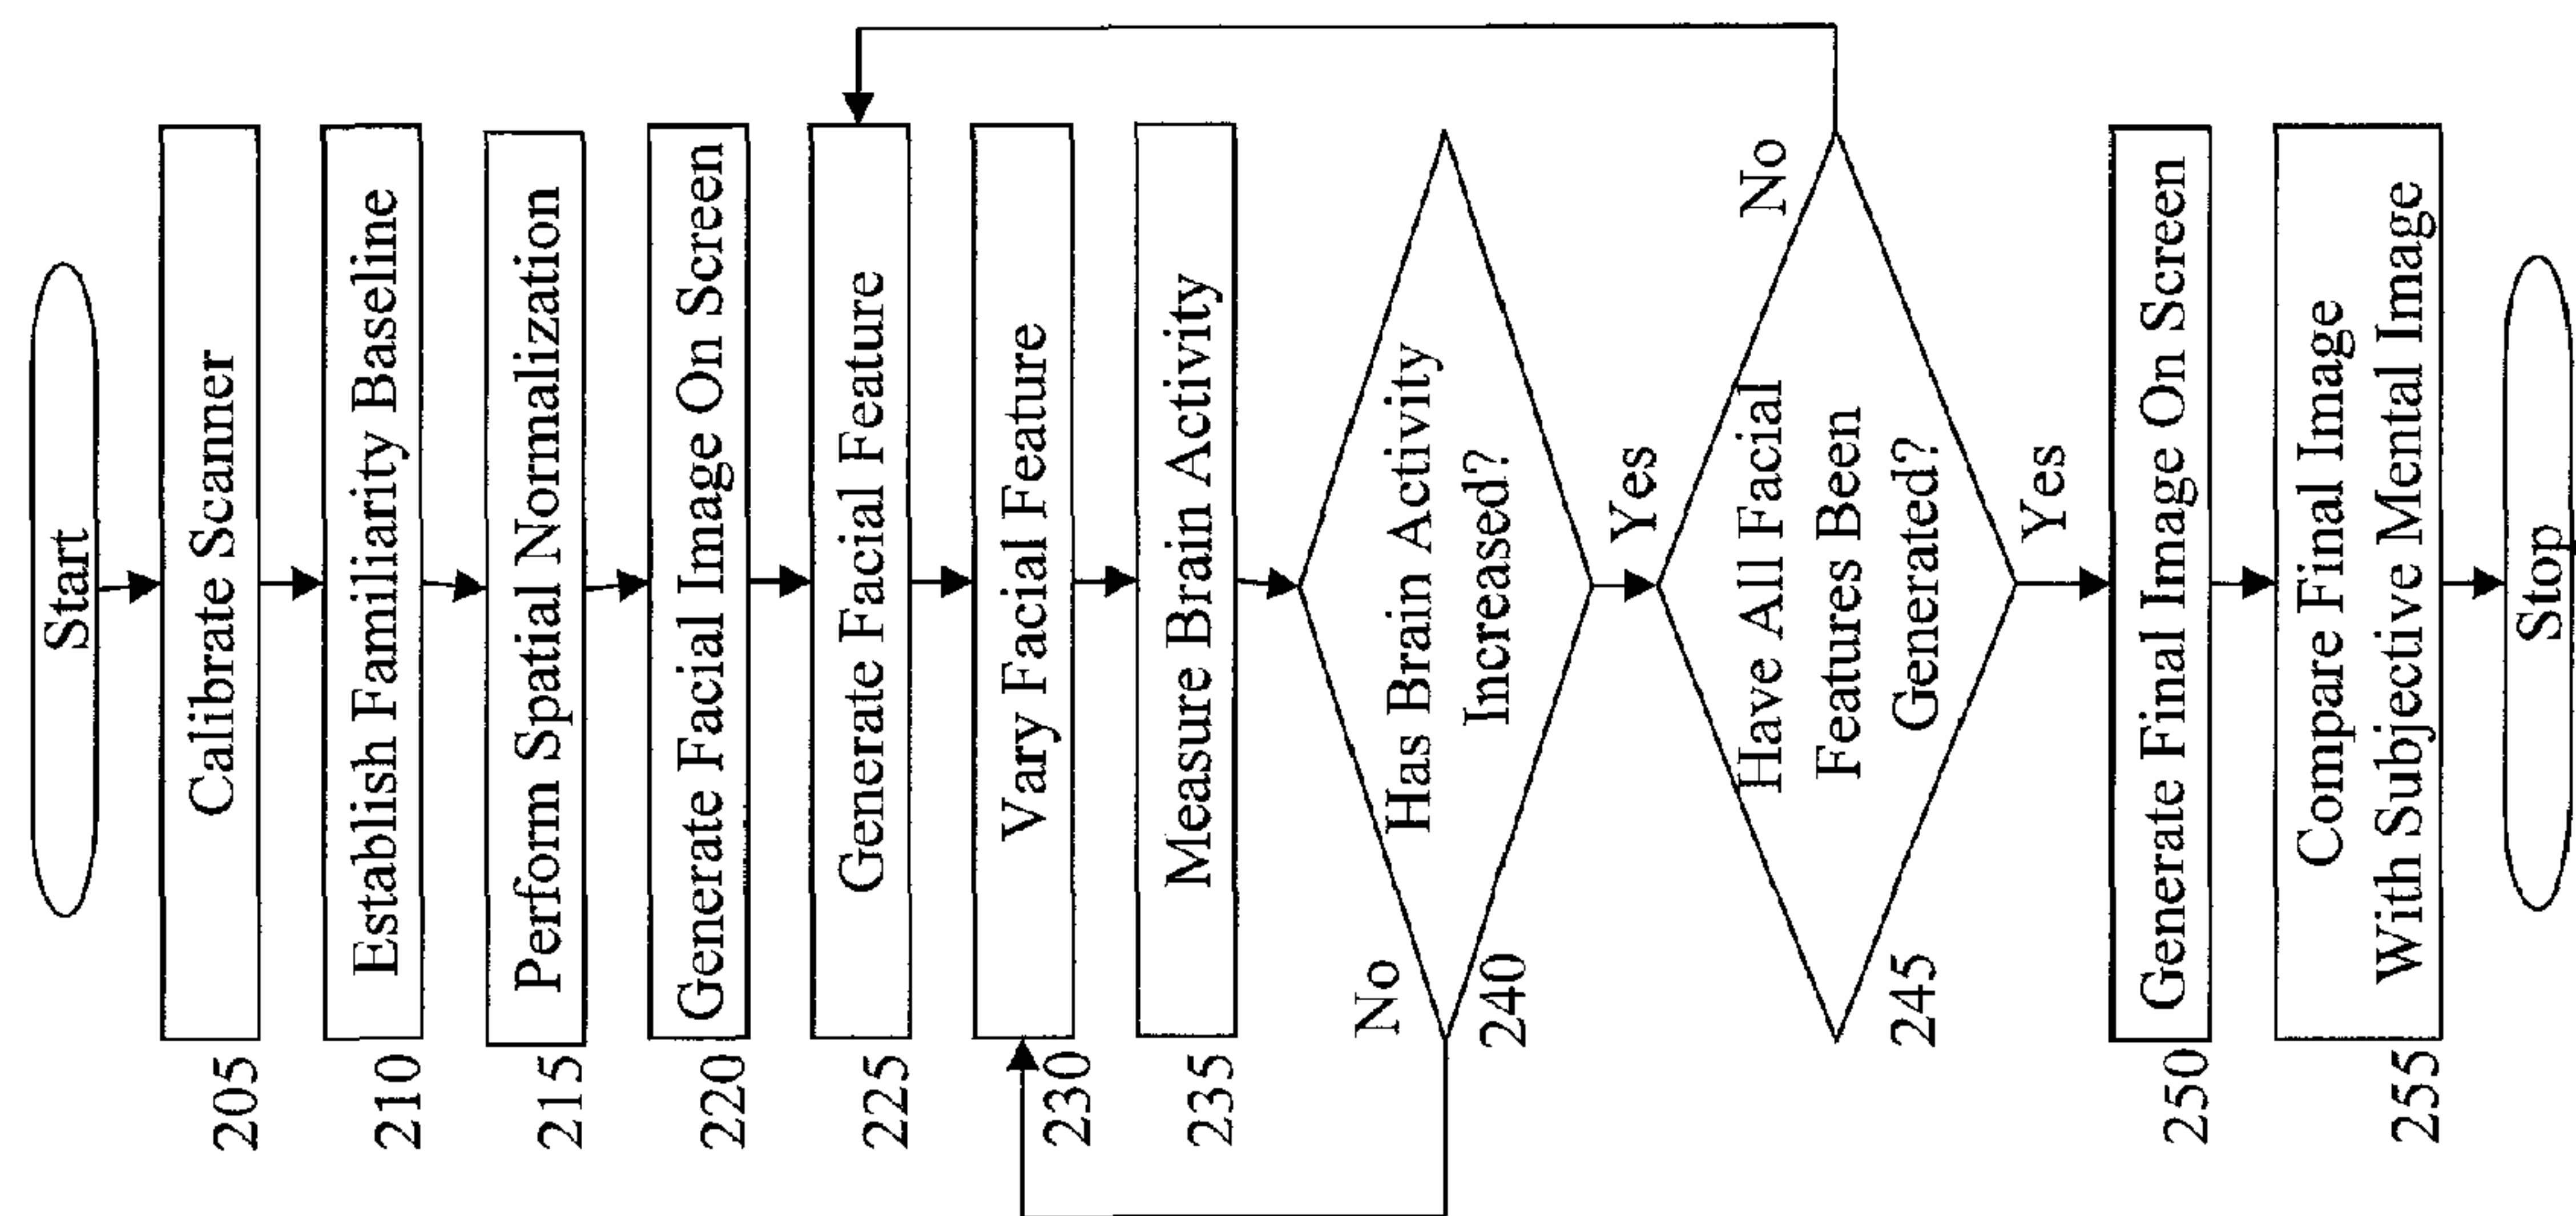 Start
205
Calibrate Scanner
210
Establish Familiarity Baseline
215
Perform Spatial Normalization
220
Generate Facial Image On Screen
225
Generate Facial Feature
230
Vary Facial Feature
235
Measure Brain Activity
No
240
Has Brain Activity
Increased?
Yes
245
Have All Facial
Features Been
Generated?
No
Yes
250
Generate Final Image On Screen
255
Compare Final Image
With Subjective Mental Image
Stop